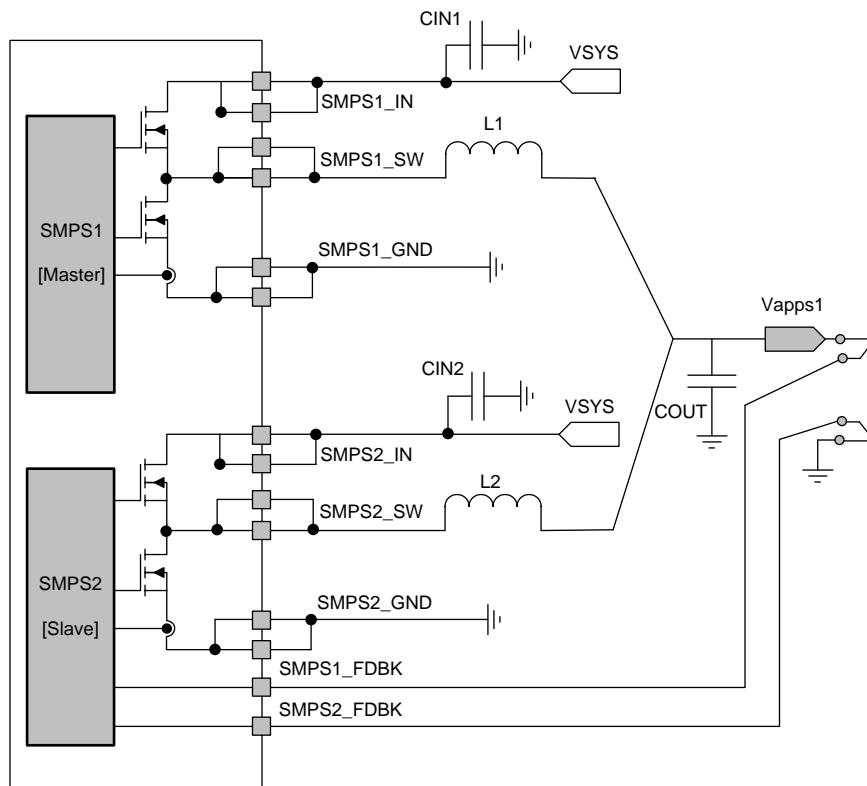 CIN1
VSYS
SMPS1_IN
L1
SMPS1_SW
SMPS1
[Master]
SMPS1_GND
Vapps1
CIN2
VSYS
COUT
SMPS2_IN
L2
SMPS2_SW
SMPS2
[Slave]
SMPS2_GND
SMPS1_FDBK
SMPS2_FDBK